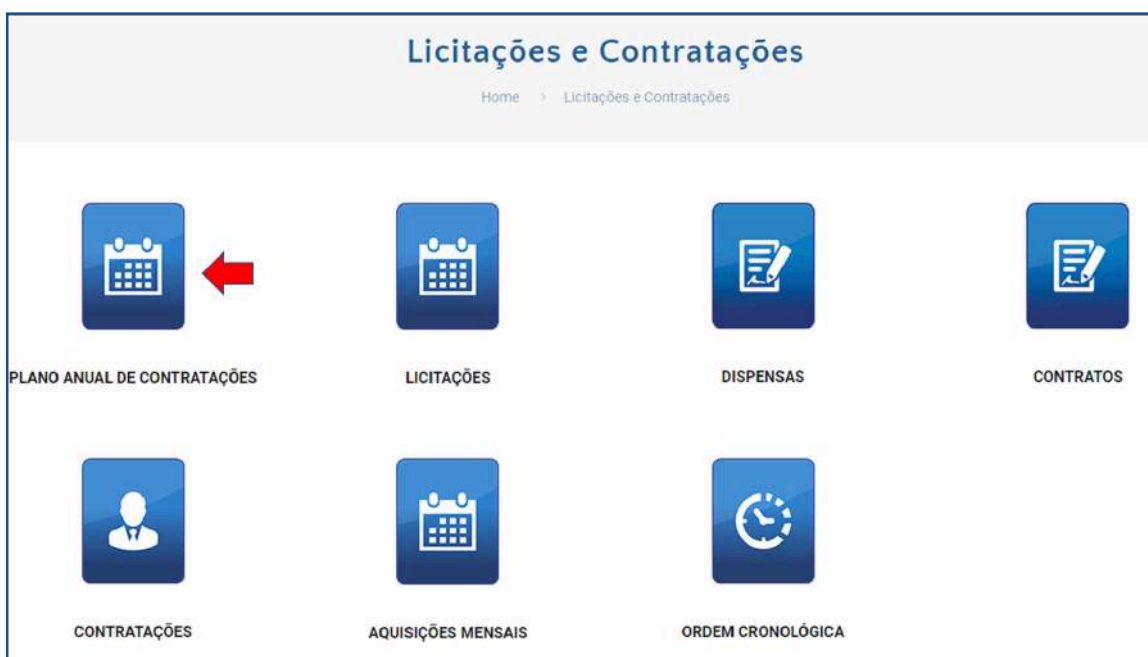 Licitações e Contratações
Home > Licitações e Contratações
PLANO ANUAL DE CONTRATAÇÕES
LICITAÇÕES
DISPENSAS
CONTRATOS
CONTRATAÇÕES
AQUISIÇÕES MENSAIS
ORDEM CRONOLÓGICA